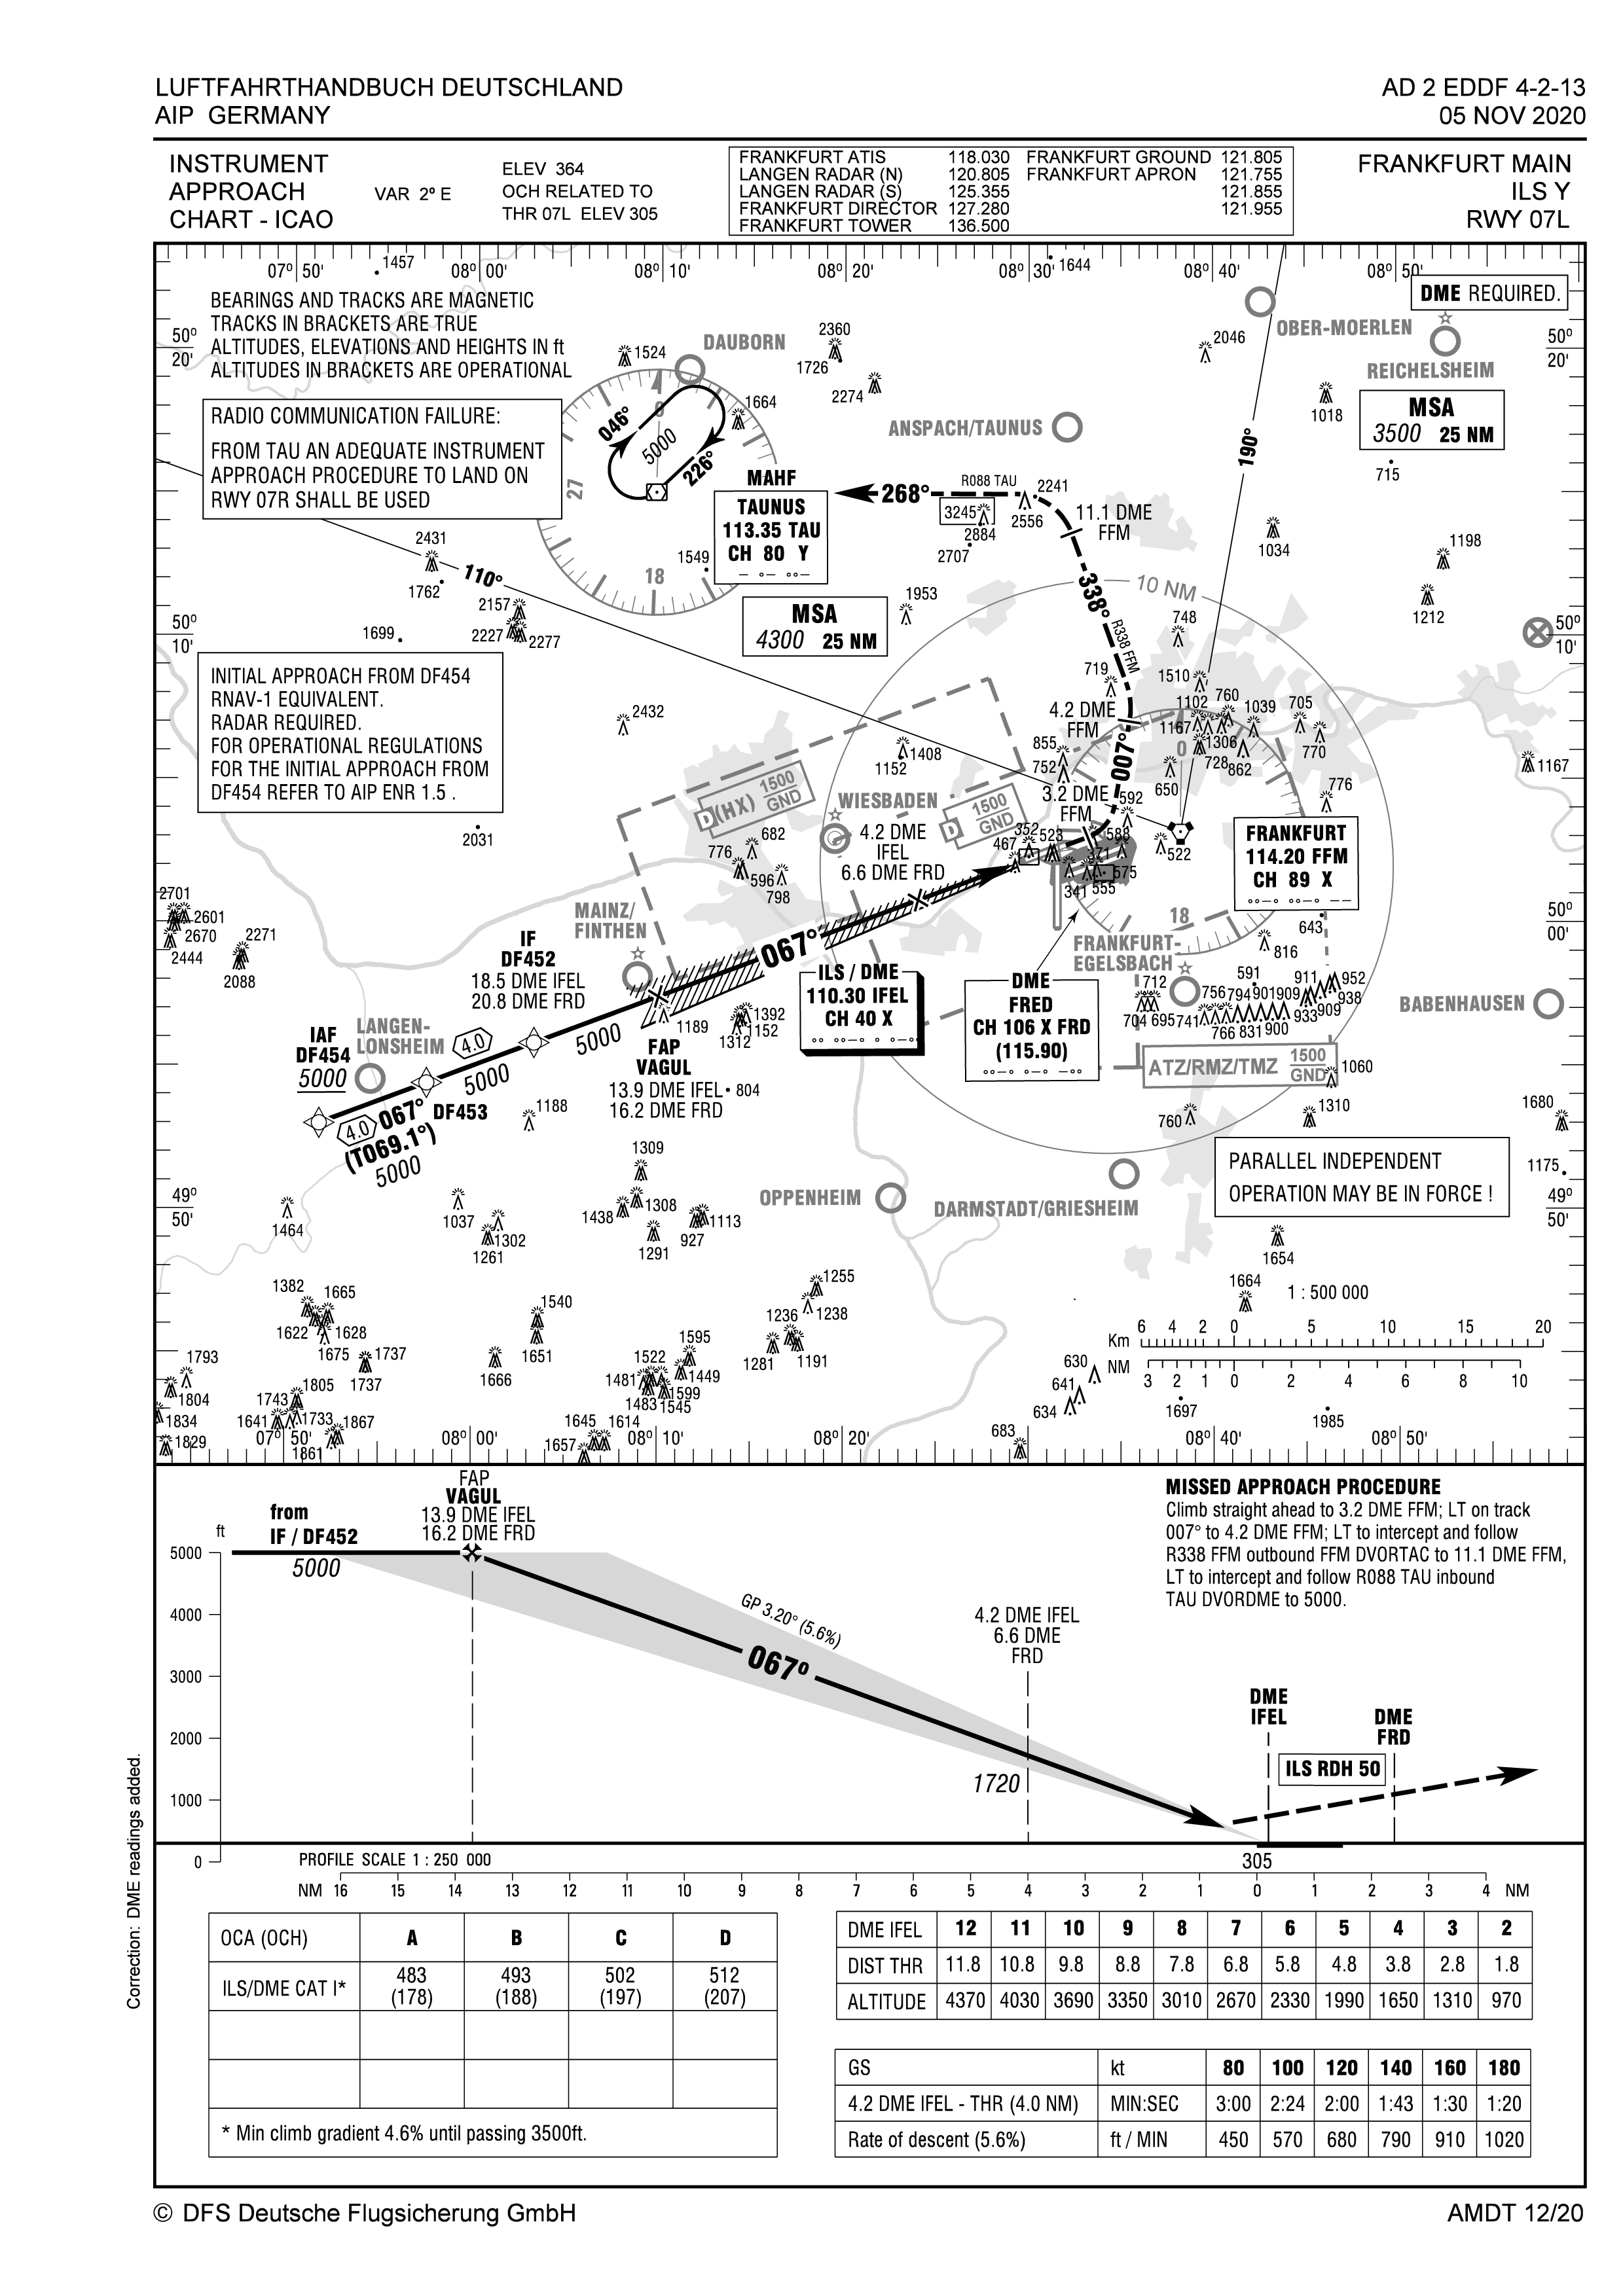 LUFTFAHRTHANDBUCH DEUTSCHLAND
AIP GERMANY
AD 2 EDDF 4-2-13
05 NOV 2020
INSTRUMENT
APPROACH
CHART - ICAO
VAR 2º E
ELEV 364
OCH RELATED TO
THR 07L ELEV 305
FRANKFURT ATIS 118.030 FRANKFURT GROUND 121.805
LANGEN RADAR (N) 120.805 FRANKFURT APRON 121.755
LANGEN RADAR (S) 125.355 121.855
FRANKFURT DIRECTOR 127.280 121.955
FRANKFURT TOWER 136.500
FRANKFURT MAIN
ILS Y
RWY 07L
07º 50'
1457
08º 00'
08º 10'
08º 20'
08º 30'
1644
08º 40'
08º 50'
DME REQUIRED.
BEARINGS AND TRACKS ARE MAGNETIC
TRACKS IN BRACKETS ARE TRUE
ALTITUDES, ELEVATIONS AND HEIGHTS IN ft
ALTITUDES IN BRACKETS ARE OPERATIONAL
50º
20'
50º
20'
1524
DAUBORN
2360
1726
2274
2046
OBER-MOERLEN
REICHELSHEIM
1018
MSA
3500 25 NM
715
RADIO COMMUNICATION FAILURE:
FROM TAU AN ADEQUATE INSTRUMENT
APPROACH PROCEDURE TO LAND ON
RWY 07R SHALL BE USED
046°
5000
226°
0
27
18
1664
ANSPACH/TAUNUS
190°
MAHF
TAUNUS
113.35 TAU
CH 80 Y
268°
R088 TAU
2241
2556
3245
2884
2707
11.1 DME
FFM
1034
1198
1212
2431
1762
110°
1549
2157
2227
2277
1699
MSA
4300 25 NM
1953
338°
R338 FFM
10 NM
748
50º
10'
50º
10'
INITIAL APPROACH FROM DF454
RNAV-1 EQUIVALENT.
RADAR REQUIRED.
FOR OPERATIONAL REGULATIONS
FOR THE INITIAL APPROACH FROM
DF454 REFER TO AIP ENR 1.5 .
2432
719
1510
1102
760
1039
705
770
1167
1306
728
862
0
4.2 DME
FFM
007°
855
752
3.2 DME
FFM
592
650
776
1167
1408
1152
D(HX) 1500
GND
WIESBADEN
D 1500
GND
4.2 DME
IFEL
6.6 DME FRD
2031
682
776
596
798
467
352
523
588
371
575
341
555
522
FRANKFURT
114.20 FFM
CH 89 X
18
643
816
2701
2601
2670
2444
2271
2088
MAINZ/
FINTHEN
067°
IF
DF452
18.5 DME IFEL
20.8 DME FRD
FRANKFURT-
EGELSBACH
50º
00'
ILS / DME
110.30 IFEL
CH 40 X
DME
FRED
CH 106 X FRD
(115.90)
712
704
695
741
756
794
591
901
909
911
952
938
933
909
766
831
900
BABENHAUSEN
1189
1392
1152
1312
IAF
DF454
5000
LANGEN-
LONSHEIM
4.0
5000
5000
DF453
4.0
067°
(T069.1°)
5000
FAP
VAGUL
13.9 DME IFEL
16.2 DME FRD
804
ATZ/RMZ/TMZ 1500
GND
1060
1188
760
1310
1680
1175
PARALLEL INDEPENDENT
OPERATION MAY BE IN FORCE !
1309
1308
1438
1291
1113
927
OPPENHEIM
DARMSTADT/GRIESHEIM
49º
50'
49º
50'
1464
1037
1302
1261
1654
1664
1 : 500 000
1382
1665
1622
1628
1675
1737
1737
1540
1651
1255
1236
1238
1281
1191
Km 6 4 2 0 5 10 15 20
NM 3 2 1 0 2 4 6 8 10
1793
1804
1834
1829
1805
1743
1641
1733
1867
1861
1666
1595
1522
1481
1449
1599
1483
1545
1645
1614
1657
630
641
634
683
1697
1985
07º 50'
08º 00'
08º 10'
08º 20'
08º 40'
08º 50'
from
IF / DF452
5000
FAP
VAGUL
13.9 DME IFEL
16.2 DME FRD
ft
5000
4000
3000
2000
1000
0
GP 3.20° (5.6%)
067º
4.2 DME IFEL
6.6 DME
FRD
1720
MISSED APPROACH PROCEDURE
Climb straight ahead to 3.2 DME FFM; LT on track
007° to 4.2 DME FFM; LT to intercept and follow
R338 FFM outbound FFM DVORTAC to 11.1 DME FFM,
LT to intercept and follow R088 TAU inbound
TAU DVORDME to 5000.
DME
IFEL
DME
FRD
ILS RDH 50
305
PROFILE SCALE 1 : 250 000
NM 16 15 14 13 12 11 10 9 8 7 6 5 4 3 2 1 0 1 2 3 4 NM
OCA (OCH) A B C D
ILS/DME CAT I* 483 493 502 512
(178) (188) (197) (207)
* Min climb gradient 4.6% until passing 3500ft.
DME IFEL 12 11 10 9 8 7 6 5 4 3 2
DIST THR 11.8 10.8 9.8 8.8 7.8 6.8 5.8 4.8 3.8 2.8 1.8
ALTITUDE 4370 4030 3690 3350 3010 2670 2330 1990 1650 1310 970
GS kt 80 100 120 140 160 180
4.2 DME IFEL - THR (4.0 NM) MIN:SEC 3:00 2:24 2:00 1:43 1:30 1:20
Rate of descent (5.6%) ft / MIN 450 570 680 790 910 1020
Correction: DME readings added.
© DFS Deutsche Flugsicherung GmbH
AMDT 12/20